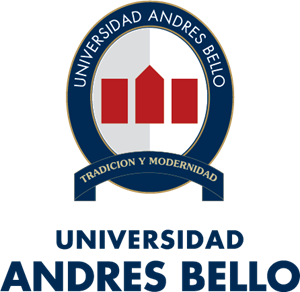 UNIVERSIDAD ANDRES BELLO
TRADICION Y MODERNIDAD
UNIVERSIDAD
ANDRES BELLO